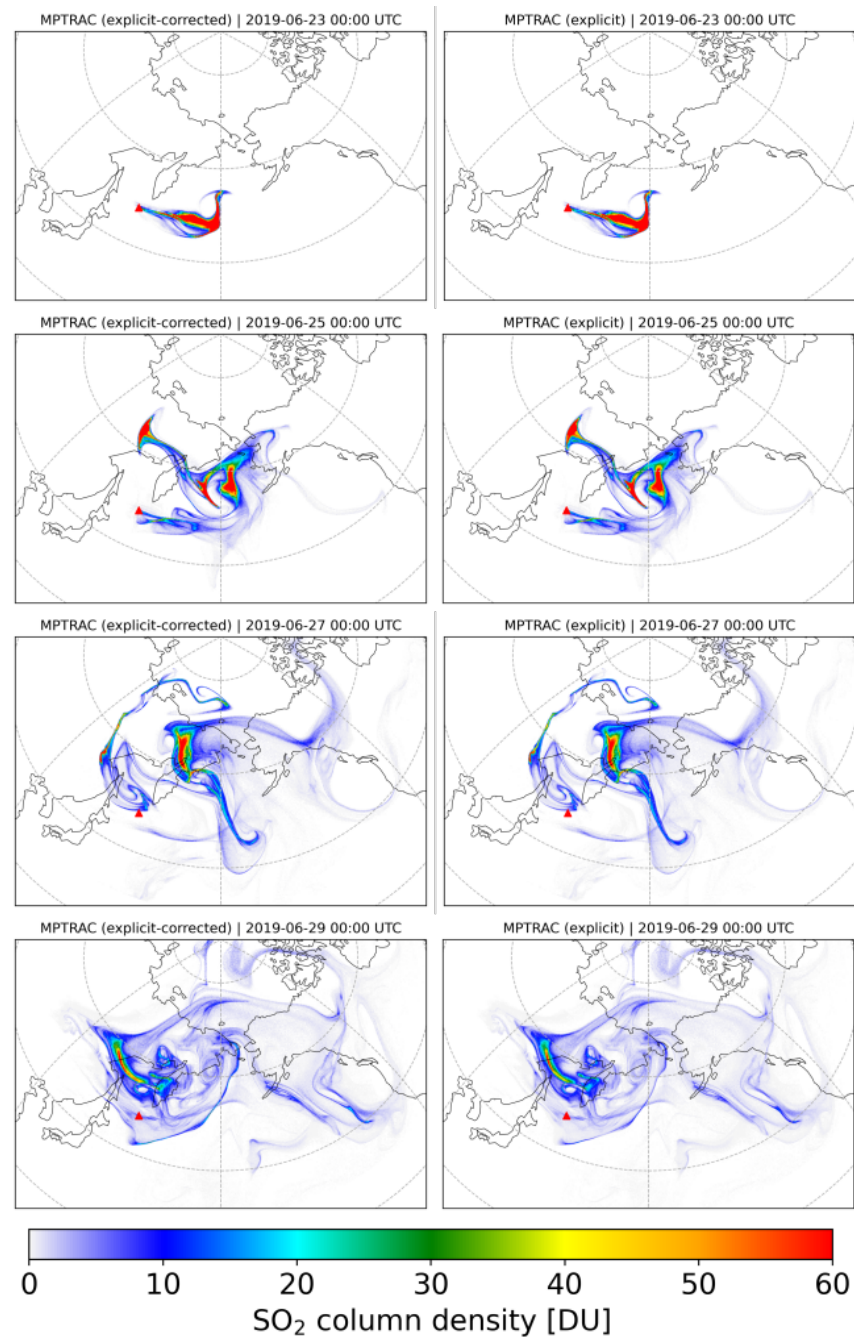 MPTRAC (explicit-corrected) | 2019-06-23 00:00 UTC
MPTRAC (explicit) | 2019-06-23 00:00 UTC
MPTRAC (explicit-corrected) | 2019-06-25 00:00 UTC
MPTRAC (explicit) | 2019-06-25 00:00 UTC
MPTRAC (explicit-corrected) | 2019-06-27 00:00 UTC
MPTRAC (explicit) | 2019-06-27 00:00 UTC
MPTRAC (explicit-corrected) | 2019-06-29 00:00 UTC
MPTRAC (explicit) | 2019-06-29 00:00 UTC
0 10 20 30 40 50 60
SO₂ column density [DU]